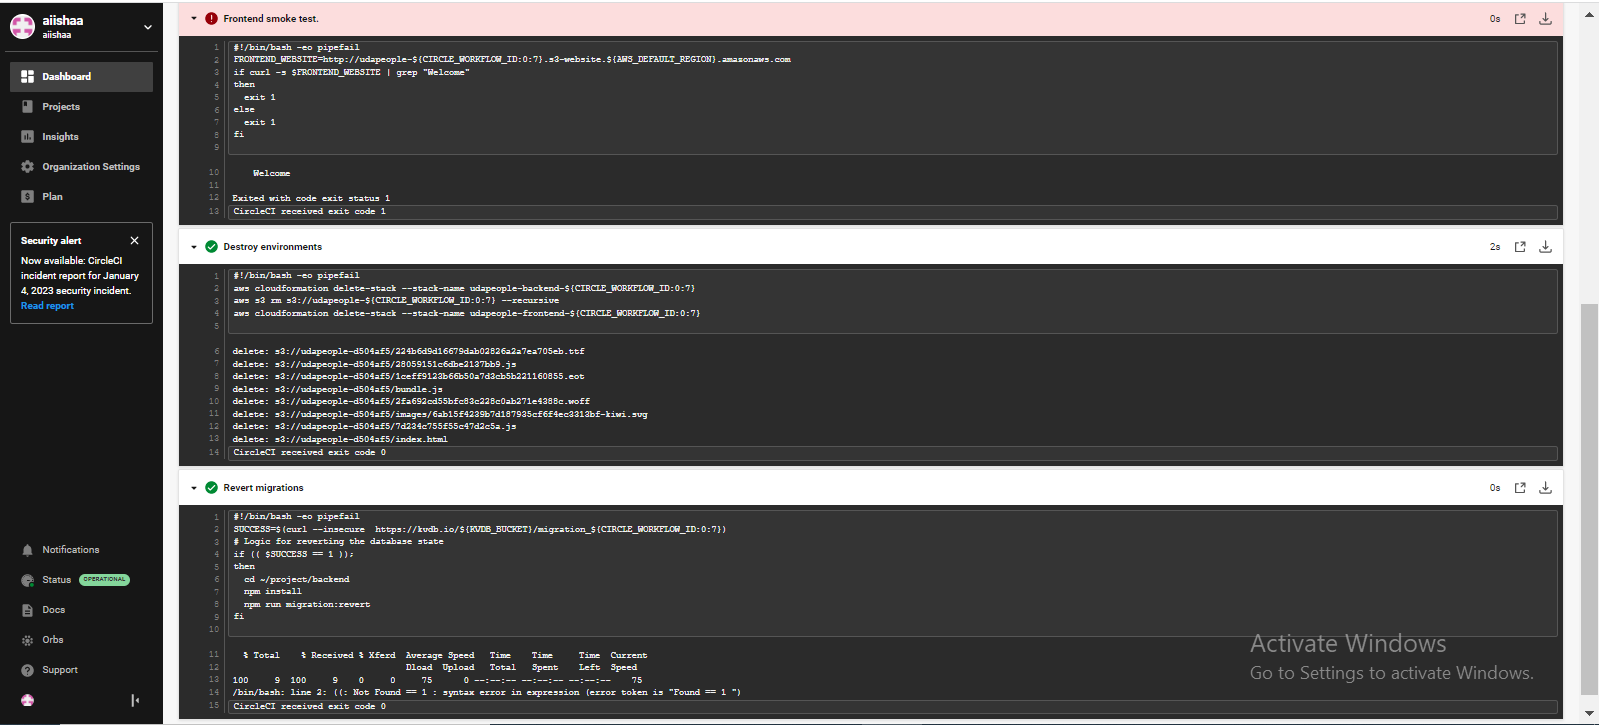 aiishaa
aiishaa
Dashboard
Projects
Insights
Organization Settings
Plan
Security alert
Now available: CircleCI
incident report for January
4, 2023 security incident.
Read report
Notifications
Status OPERATIONAL
Docs
Orbs
Support
Frontend smoke test. 0s
1 #!/bin/bash -eo pipefail
2 FRONTEND_WEBSITE=http://udapeople-${CIRCLE_WORKFLOW_ID:0:7}.s3-website.${AWS_DEFAULT_REGION}.amazonaws.com
3 if curl -s $FRONTEND_WEBSITE | grep "Welcome"
4 then
5 exit 1
6 else
7 exit 1
8 fi
9
10 Welcome
11
12 Exited with code exit status 1
13 CircleCI received exit code 1
Destroy environments 2s
1 #!/bin/bash -eo pipefail
2 aws cloudformation delete-stack --stack-name udapeople-backend-${CIRCLE_WORKFLOW_ID:0:7}
3 aws s3 rm s3://udapeople-${CIRCLE_WORKFLOW_ID:0:7} --recursive
4 aws cloudformation delete-stack --stack-name udapeople-frontend-${CIRCLE_WORKFLOW_ID:0:7}
5
6 delete: s3://udapeople-d504af5/224b6d9d16679dab02826a2a7ea705eb.ttf
7 delete: s3://udapeople-d504af5/28059151c6dbe2137bb9.js
8 delete: s3://udapeople-d504af5/1ceff9123b66b50a7d3cb5b221160855.eot
9 delete: s3://udapeople-d504af5/bundle.js
10 delete: s3://udapeople-d504af5/2fa692cd55bfc83c228c0ab271e4388c.woff
11 delete: s3://udapeople-d504af5/images/6ab15f4239b7d187935cf6f4ec3313bf-kiwi.svg
12 delete: s3://udapeople-d504af5/7d234c755f55c47d2c5a.js
13 delete: s3://udapeople-d504af5/index.html
14 CircleCI received exit code 0
Revert migrations 0s
1 #!/bin/bash -eo pipefail
2 SUCCESS=$(curl --insecure  https://kvdb.io/${KVDB_BUCKET}/migration_${CIRCLE_WORKFLOW_ID:0:7})
3 # Logic for reverting the database state
4 if (( $SUCCESS == 1 ));
5 then
6 cd ~/project/backend
7 npm install
8 npm run migration:revert
9 fi
10
11 % Total % Received % Xferd Average Speed Time Time Time Current
12 Dload Upload Total Spent Left Speed
13 100 9 100 9 0 0 75 0 --:--:-- --:--:-- --:--:-- 75
14 /bin/bash: line 2: ((: Not Found == 1 : syntax error in expression (error token is "Found == 1 ")
15 CircleCI received exit code 0
Activate Windows
Go to Settings to activate Windows.